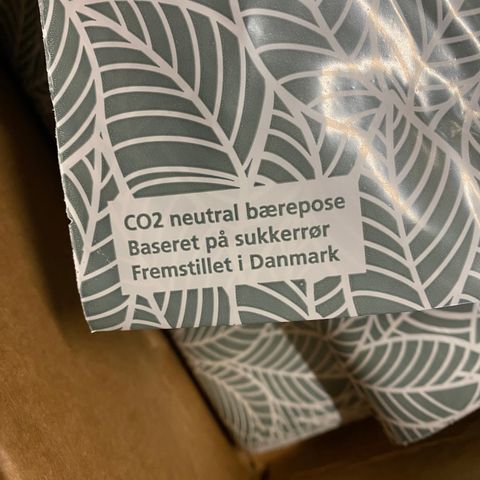 CO2 neutral bærepose
Baseret på sukkerrør
Fremstillet i Danmark